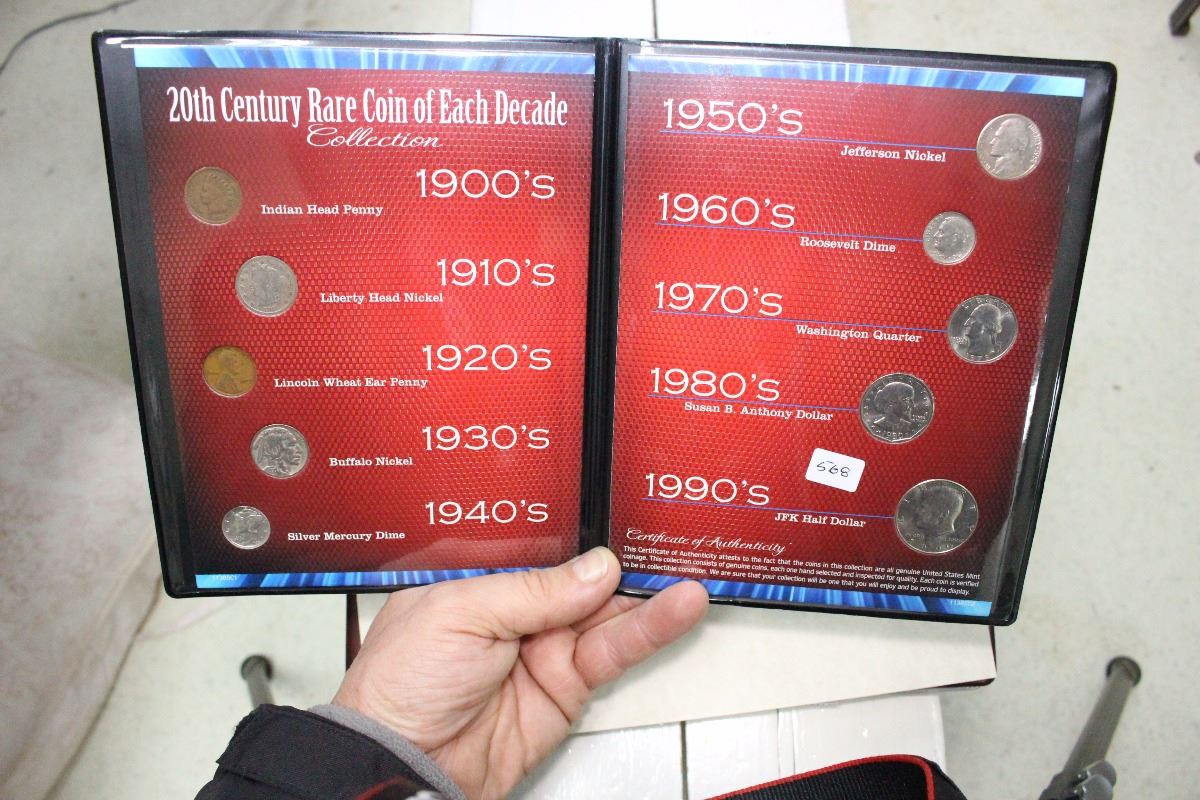 20th Century Rare Coin of Each Decade
Collection
1900's
Indian Head Penny
1910's
Liberty Head Nickel
1920's
Lincoln Wheat Ear Penny
1930's
Buffalo Nickel
1940's
Silver Mercury Dime
1950's
Jefferson Nickel
1960's
Roosevelt Dime
1970's
Washington Quarter
1980's
Susan B. Anthony Dollar
568
1990's
JFK Half Dollar
Certificate of Authenticity
This Certificate of Authenticity attests to the fact that the coins in this collection are all genuine United States Mint
coinage. This collection consists of genuine coins, each one hand selected and inspected for quality. Each coin is verified
to be in collectible condition. We are sure that your collection will be one that you will enjoy and be proud to display.